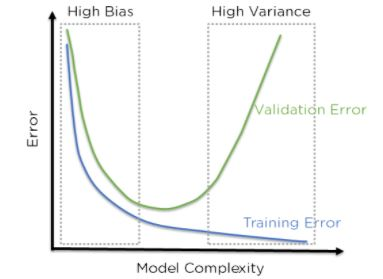 High Bias
High Variance
Validation Error
Error
Training Error
Model Complexity